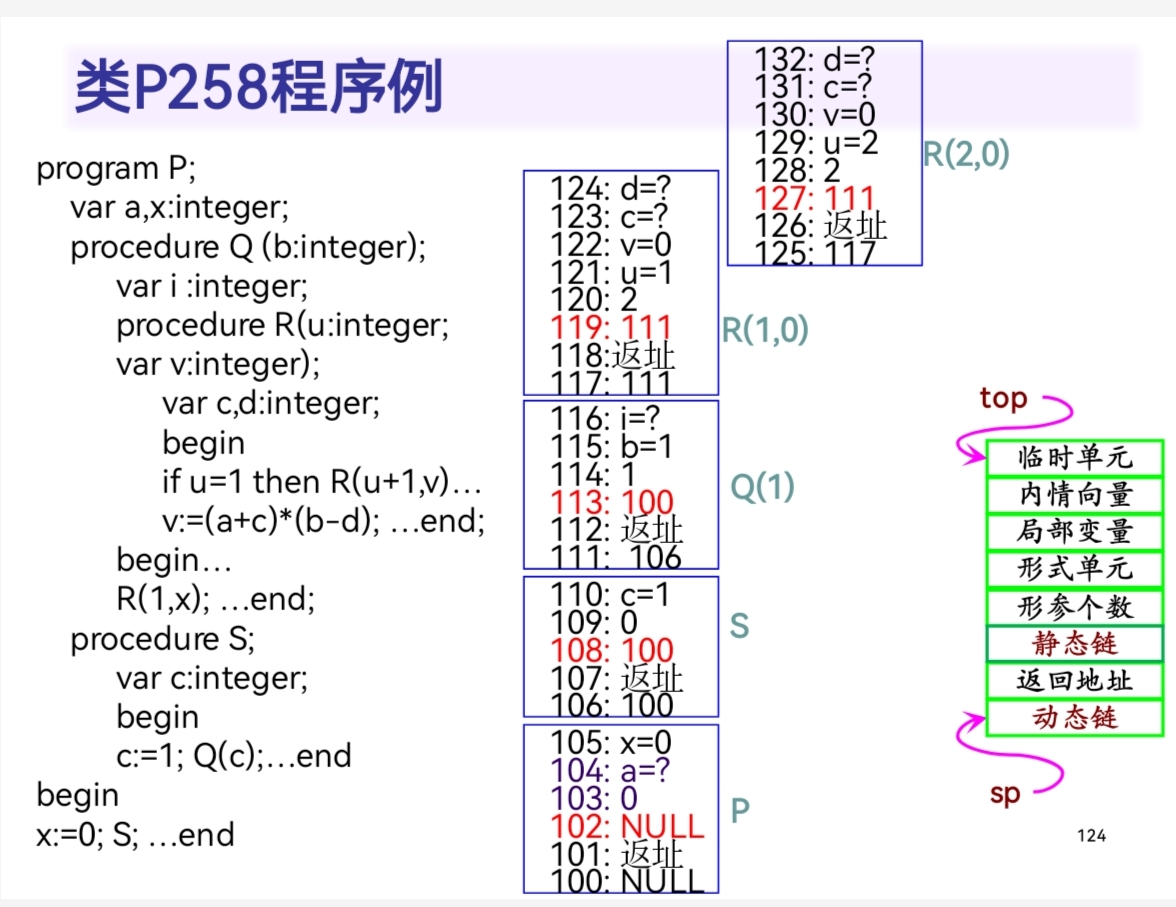 类P258程序例
program P;
var a,x:integer;
procedure Q (b:integer);
var i :integer;
procedure R(u:integer;
var v:integer);
var c,d:integer;
begin
if u=1 then R(u+1,v)…
v:=(a+c)*(b-d); …end;
begin…
R(1,x); …end;
procedure S;
var c:integer;
begin
c:=1; Q(c);…end
begin
x:=0; S; …end
132: d=?
131: c=?
130: v=0
129: u=2
128: 2
127: 111
126: 返址
125: 117
R(2,0)
124: d=?
123: c=?
122: v=0
121: u=1
120: 2
119: 111
118:返址
117: 111
R(1,0)
116: i=?
115: b=1
114: 1
113: 100
112: 返址
111: 106
Q(1)
110: c=1
109: 0
108: 100
107: 返址
106: 100
S
105: x=0
104: a=?
103: 0
102: NULL
101: 返址
100: NULL
P
top
临时单元
内情向量
局部变量
形式单元
形参个数
静态链
返回地址
动态链
sp
124